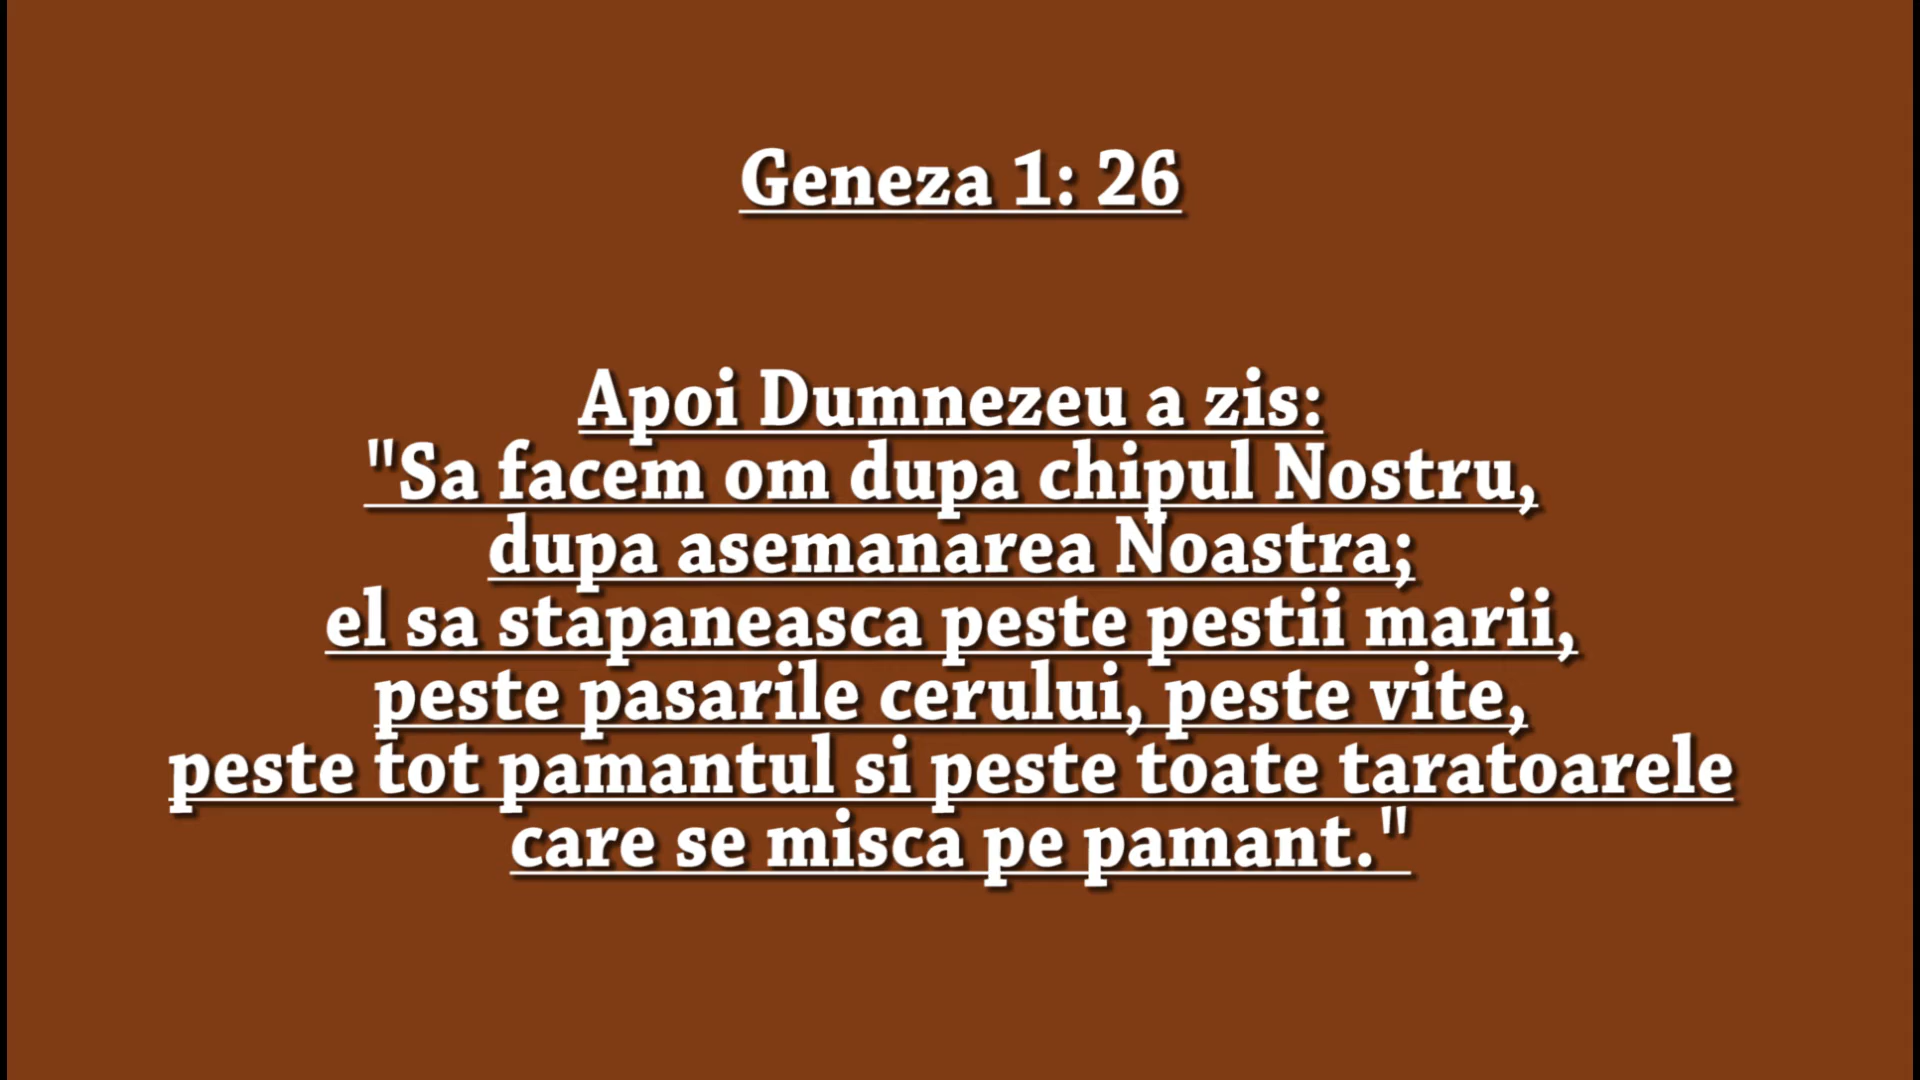 Geneza 1: 26
Apoi Dumnezeu a zis:
"Sa facem om dupa chipul Nostru,
dupa asemanarea Noastra;
el sa stapaneasca peste pestii marii,
peste pasarile cerului, peste vite,
peste tot pamantul si peste toate taratoarele
care se misca pe pamant."